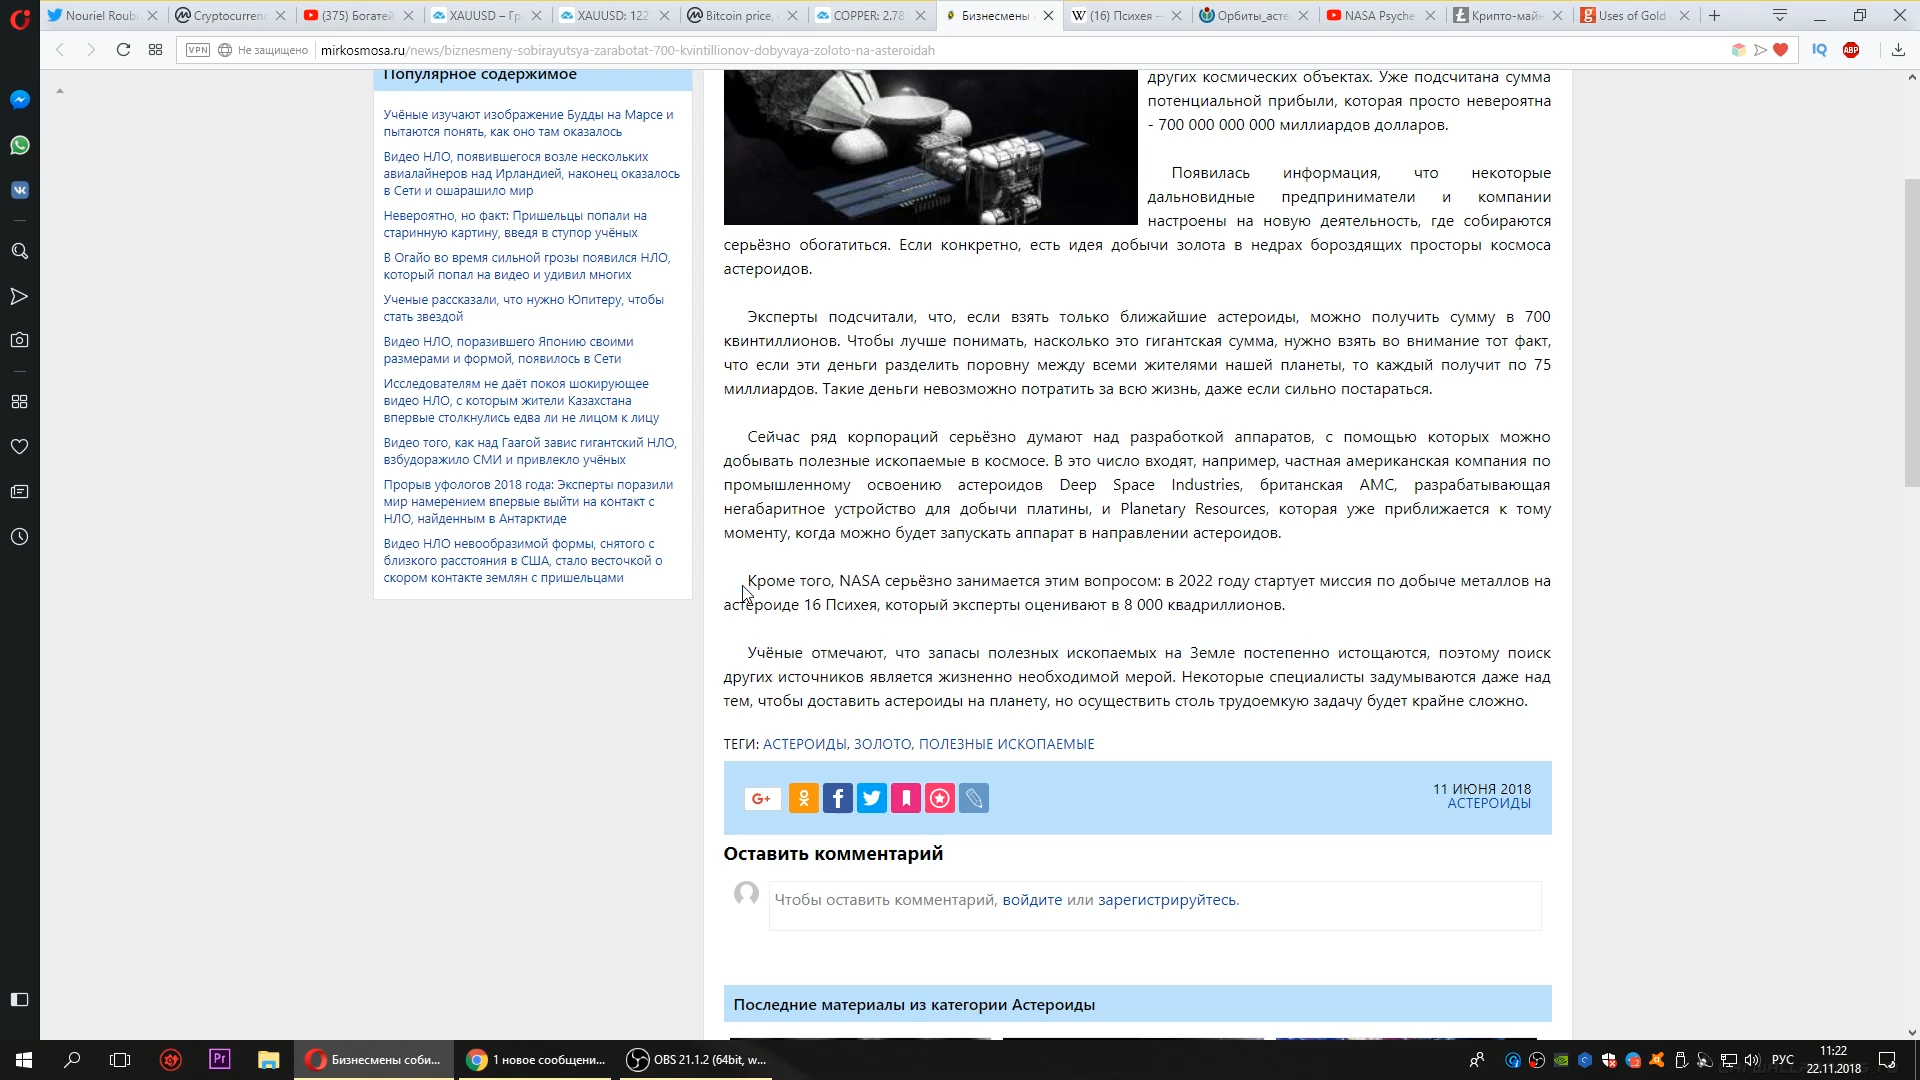 Nouriel Roubi
Cryptocurrenc
(375) Богатей
XAUUSD – Гр
XAUUSD: 122
Bitcoin price,
COPPER: 2.78
Бизнесмены
(16) Психея –
Орбиты_асте
NASA Psyche
Крипто-майн
Uses of Gold
VPN
Не защищено
mirkosmosa.ru/news/biznesmeny-sobirayutsya-zarabotat-700-kvintillionov-dobyvaya-zoloto-na-asteroidah
IQ
ABP
Популярное содержимое
Учёные изучают изображение Будды на Марсе и
пытаются понять, как оно там оказалось
Видео НЛО, появившегося возле нескольких
авиалайнеров над Ирландией, наконец оказалось
в Сети и ошарашило мир
Невероятно, но факт: Пришельцы попали на
старинную картину, введя в ступор учёных
В Огайо во время сильной грозы появился НЛО,
который попал на видео и удивил многих
Ученые рассказали, что нужно Юпитеру, чтобы
стать звездой
Видео НЛО, поразившего Японию своими
размерами и формой, появилось в Сети
Исследователям не даёт покоя шокирующее
видео НЛО, с которым жители Казахстана
впервые столкнулись едва ли не лицом к лицу
Видео того, как над Гаагой завис гигантский НЛО,
взбудоражило СМИ и привлекло учёных
Прорыв уфологов 2018 года: Эксперты поразили
мир намерением впервые выйти на контакт с
НЛО, найденным в Антарктиде
Видео НЛО невообразимой формы, снятого с
близкого расстояния в США, стало весточкой о
скором контакте землян с пришельцами
других космических объектах. Уже подсчитана сумма
потенциальной прибыли, которая просто невероятна
- 700 000 000 000 миллиардов долларов.
Появилась информация, что некоторые
дальновидные предприниматели и компании
настроены на новую деятельность, где собираются
серьёзно обогатиться. Если конкретно, есть идея добычи золота в недрах бороздящих просторы космоса
астероидов.
Эксперты подсчитали, что, если взять только ближайшие астероиды, можно получить сумму в 700
квинтиллионов. Чтобы лучше понимать, насколько это гигантская сумма, нужно взять во внимание тот факт,
что если эти деньги разделить поровну между всеми жителями нашей планеты, то каждый получит по 75
миллиардов. Такие деньги невозможно потратить за всю жизнь, даже если сильно постараться.
Сейчас ряд корпораций серьёзно думают над разработкой аппаратов, с помощью которых можно
добывать полезные ископаемые в космосе. В это число входят, например, частная американская компания по
промышленному освоению астероидов Deep Space Industries, британская AMC, разрабатывающая
негабаритное устройство для добычи платины, и Planetary Resources, которая уже приближается к тому
моменту, когда можно будет запускать аппарат в направлении астероидов.
Кроме того, NASA серьёзно занимается этим вопросом: в 2022 году стартует миссия по добыче металлов на
астероиде 16 Психея, который эксперты оценивают в 8 000 квадриллионов.
Учёные отмечают, что запасы полезных ископаемых на Земле постепенно истощаются, поэтому поиск
других источников является жизненно необходимой мерой. Некоторые специалисты задумываются даже над
тем, чтобы доставить астероиды на планету, но осуществить столь трудоемкую задачу будет крайне сложно.
ТЕГИ: АСТЕРОИДЫ, ЗОЛОТО, ПОЛЕЗНЫЕ ИСКОПАЕМЫЕ
G+
11 ИЮНЯ 2018
АСТЕРОИДЫ
Оставить комментарий
Чтобы оставить комментарий, войдите или зарегистрируйтесь.
Последние материалы из категории Астероиды
Pr
Бизнесмены соби...
1 новое сообщени...
OBS 21.1.2 (64bit, w...
РУС
11:22
22.11.2018